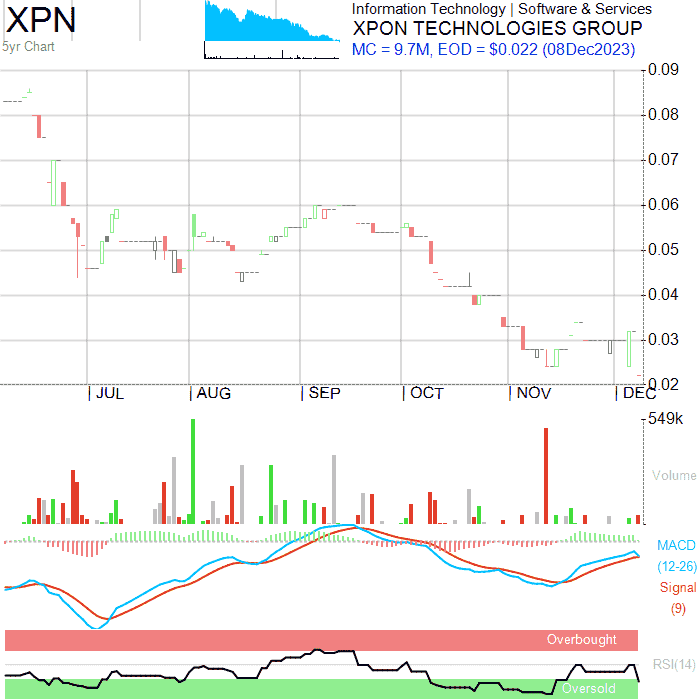 XPN
5yr Chart
Information Technology | Software & Services
XPON TECHNOLOGIES GROUP
MC = 9.7M, EOD = $0.022 (08Dec2023)
0.09
0.08
0.07
0.06
0.05
0.04
0.03
0.02
JUL AUG SEP OCT NOV DEC
549k
Volume
MACD
(12-26)
Signal
(9)
Overbought
RSI(14)
Oversold